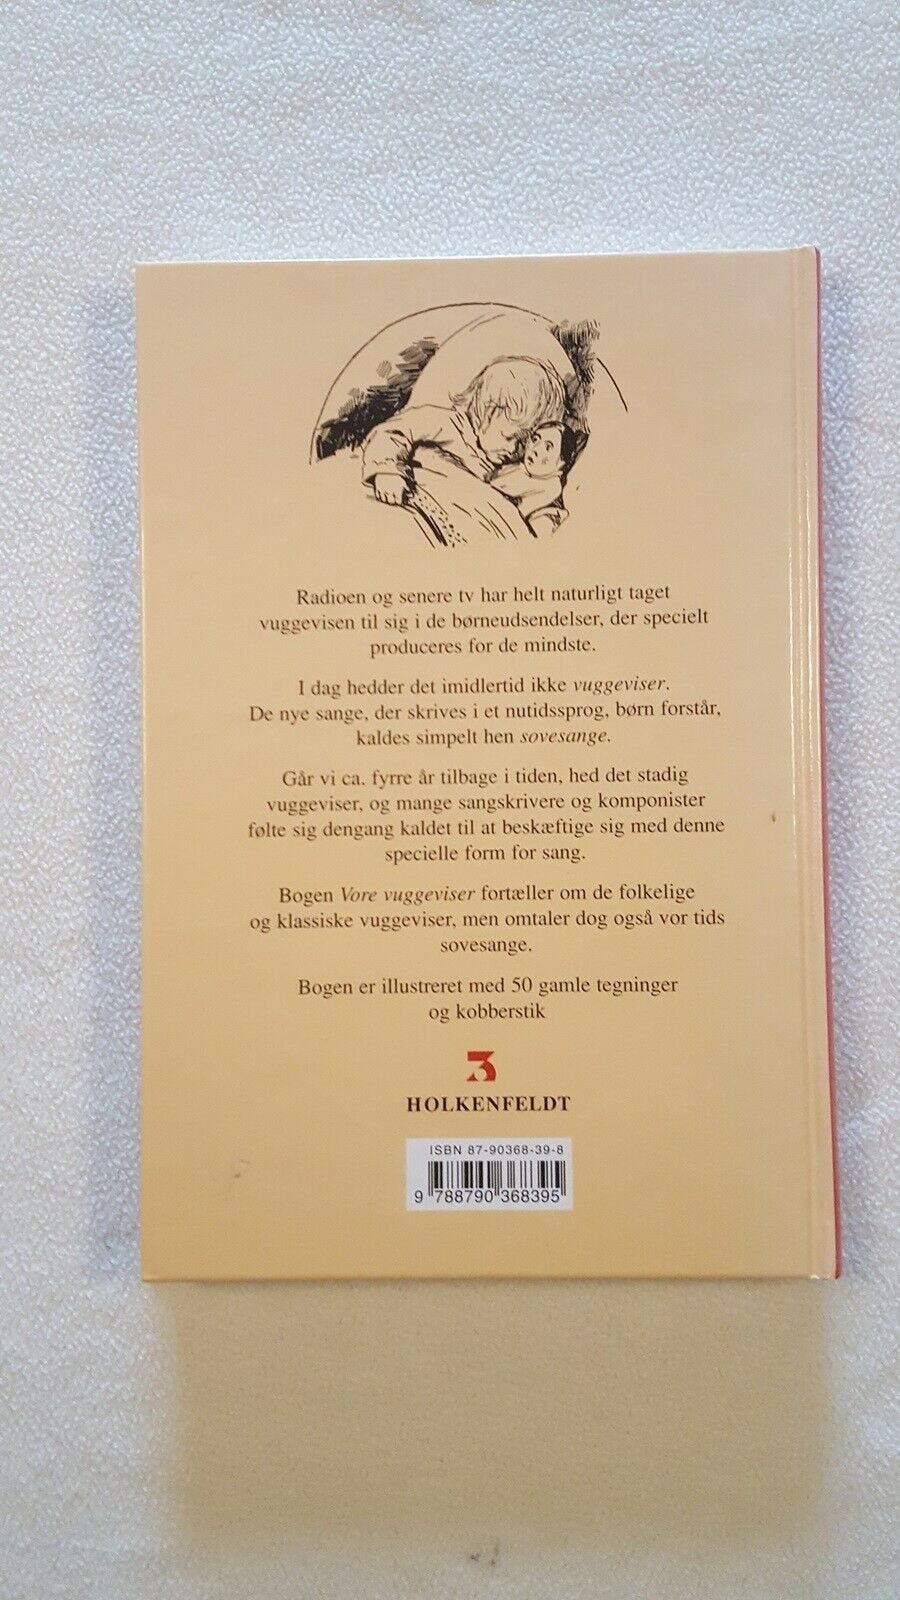 Radioen og senere tv har helt naturligt taget
vuggevisen til sig i de børneudsendelser, der specielt
produceres for de mindste.
I dag hedder det imidlertid ikke vuggeviser.
De nye sange, der skrives i et nutidssprog, børn forstår,
kaldes simpelt hen sovesange.
Går vi ca. fyrre år tilbage i tiden, hed det stadig
vuggeviser, og mange sangskrivere og komponister
følte sig dengang kaldet til at beskæftige sig med denne
specielle form for sang.
Bogen Vore vuggeviser fortæller om de folkelige
og klassiske vuggeviser, men omtaler dog også vor tids
sovesange.
Bogen er illustreret med 50 gamle tegninger
og kobberstik
HOLKENFELDT
ISBN 87-90368-39-8
9 788790 368395